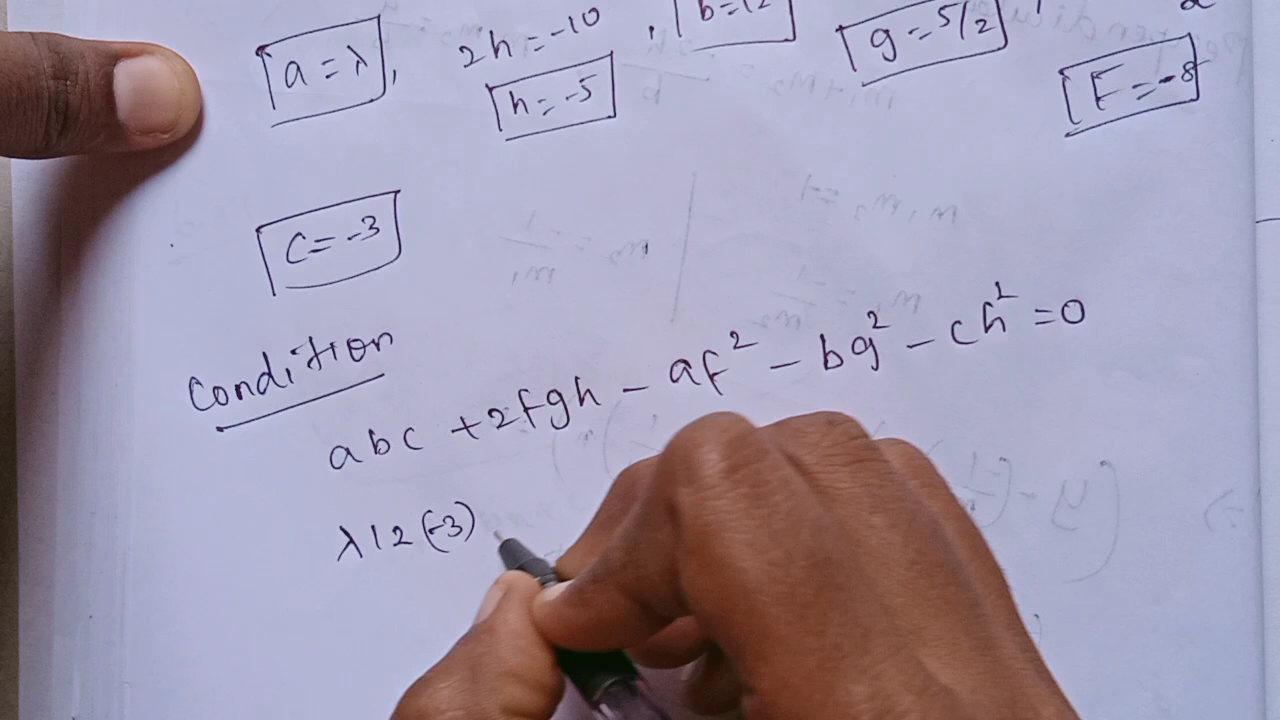 a = λ, 2h = -10, b = 12 g = 5/2
h = -5 F = -8
c = -3
Condition
abc + 2fgh - af² - bg² - ch² = 0
λ12(-3)